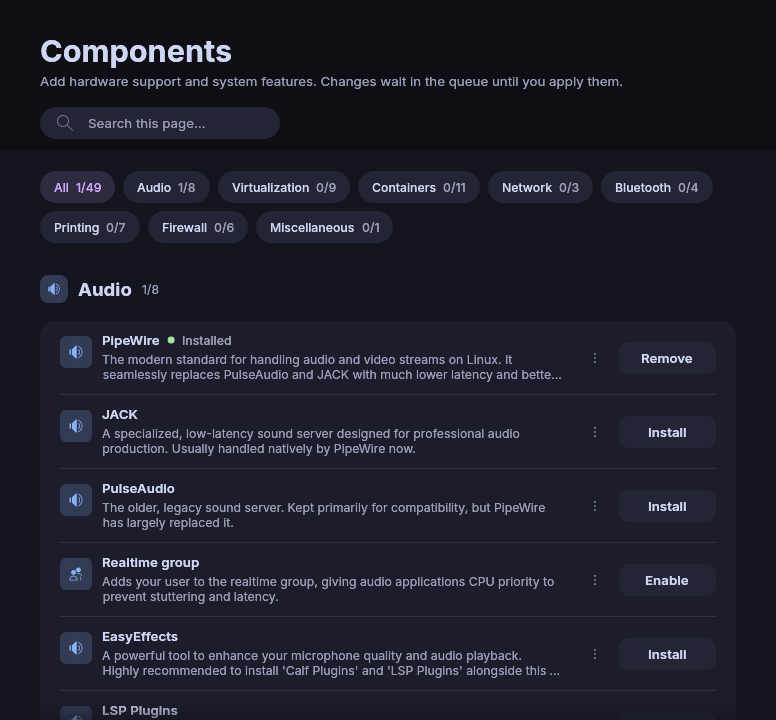 Components
Add hardware support and system features. Changes wait in the queue until you apply them.
Search this page...
All 1/49 Audio 1/8 Virtualization 0/9 Containers 0/11 Network 0/3 Bluetooth 0/4
Printing 0/7 Firewall 0/6 Miscellaneous 0/1
Audio 1/8
PipeWire Installed
The modern standard for handling audio and video streams on Linux. It
seamlessly replaces PulseAudio and JACK with much lower latency and bette...
Remove
JACK
A specialized, low-latency sound server designed for professional audio
production. Usually handled natively by PipeWire now.
Install
PulseAudio
The older, legacy sound server. Kept primarily for compatibility, but PipeWire
has largely replaced it.
Install
Realtime group
Adds your user to the realtime group, giving audio applications CPU priority to
prevent stuttering and latency.
Enable
EasyEffects
A powerful tool to enhance your microphone quality and audio playback.
Highly recommended to install 'Calf Plugins' and 'LSP Plugins' alongside this ...
Install
LSP Plugins